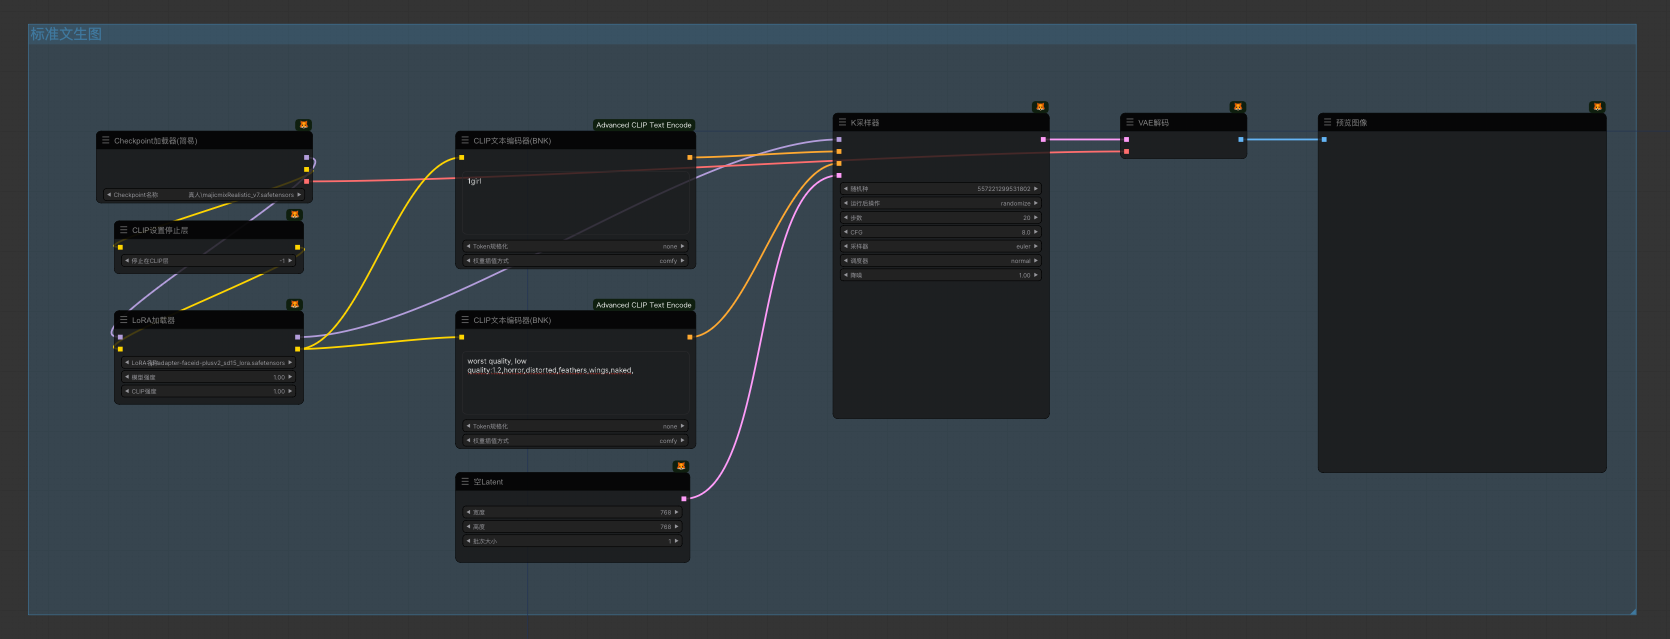 标准文生图
Checkpoint加载器(简易)
Checkpoint名称 真人\majicmixRealistic_v7.safetensors
CLIP设置停止层
停止在CLIP层 -1
LoRA加载器
LoRA名称 adapter-faceid-plusv2_sd15_lora.safetensors
模型强度 1.00
CLIP强度 1.00
Advanced CLIP Text Encode
CLIP文本编码器(BNK)
1girl
Token规格化 none
权重插值方式 comfy
Advanced CLIP Text Encode
CLIP文本编码器(BNK)
worst quality, low
quality:1.2,horror,distorted,feathers,wings,naked,
Token规格化 none
权重插值方式 comfy
空Latent
宽度 768
高度 768
批次大小 1
K采样器
随机种 557221299531802
运行后操作 randomize
步数 20
CFG 8.0
采样器 euler
调度器 normal
降噪 1.00
VAE解码
预览图像